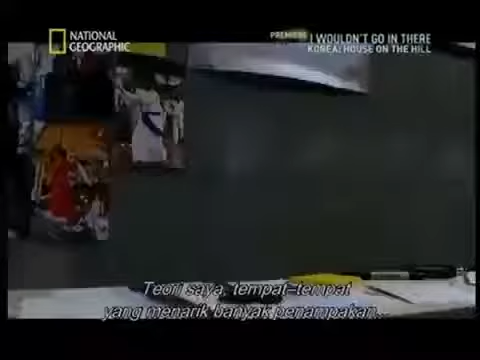 NATIONAL
GEOGRAPHIC
PREMIERE
I WOULDN'T GO IN THERE
KOREA: HOUSE ON THE HILL
Teori saya, tempat-tempat
yang menarik banyak penampakan...